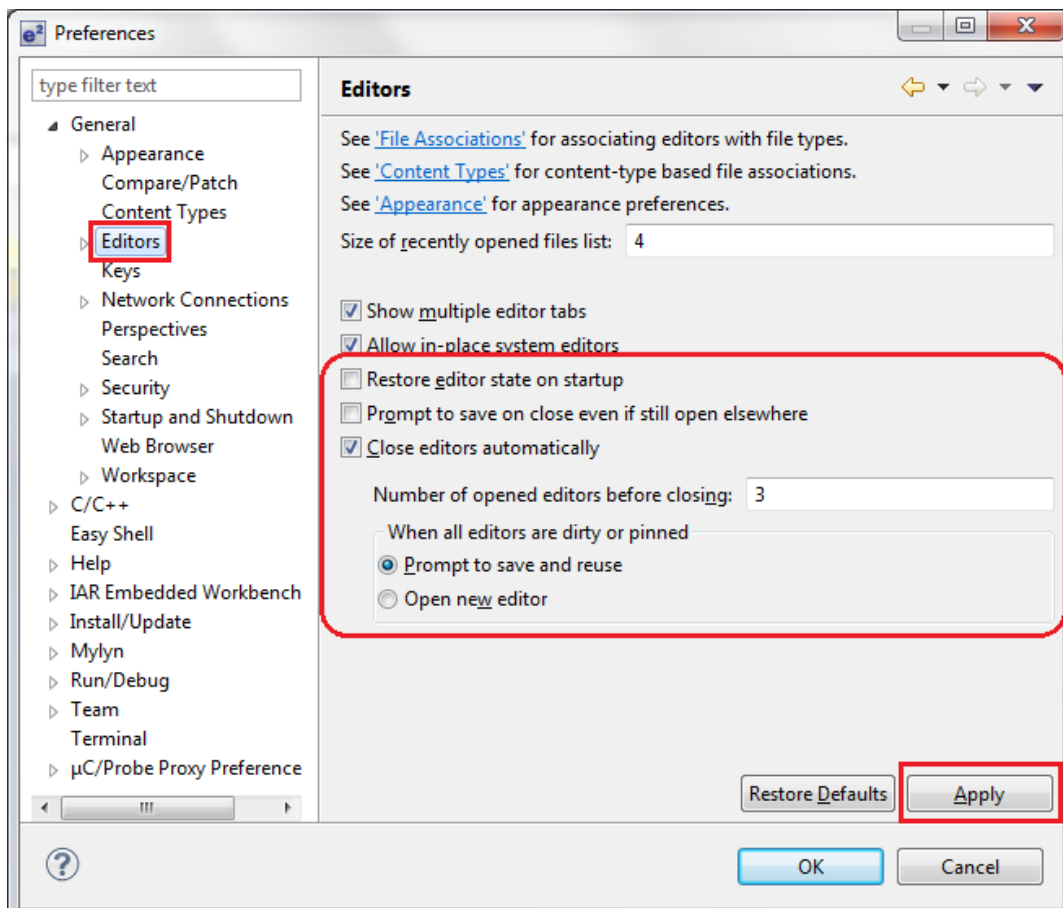 e² Preferences
type filter text
General
Appearance
Compare/Patch
Content Types
Editors
Keys
Network Connections
Perspectives
Search
Security
Startup and Shutdown
Web Browser
Workspace
C/C++
Easy Shell
Help
IAR Embedded Workbench
Install/Update
Mylyn
Run/Debug
Team
Terminal
µC/Probe Proxy Preference
Editors
See 'File Associations' for associating editors with file types.
See 'Content Types' for content-type based file associations.
See 'Appearance' for appearance preferences.
Size of recently opened files list: 4
Show multiple editor tabs
Allow in-place system editors
Restore editor state on startup
Prompt to save on close even if still open elsewhere
Close editors automatically
Number of opened editors before closing: 3
When all editors are dirty or pinned
Prompt to save and reuse
Open new editor
Restore Defaults Apply
? OK Cancel